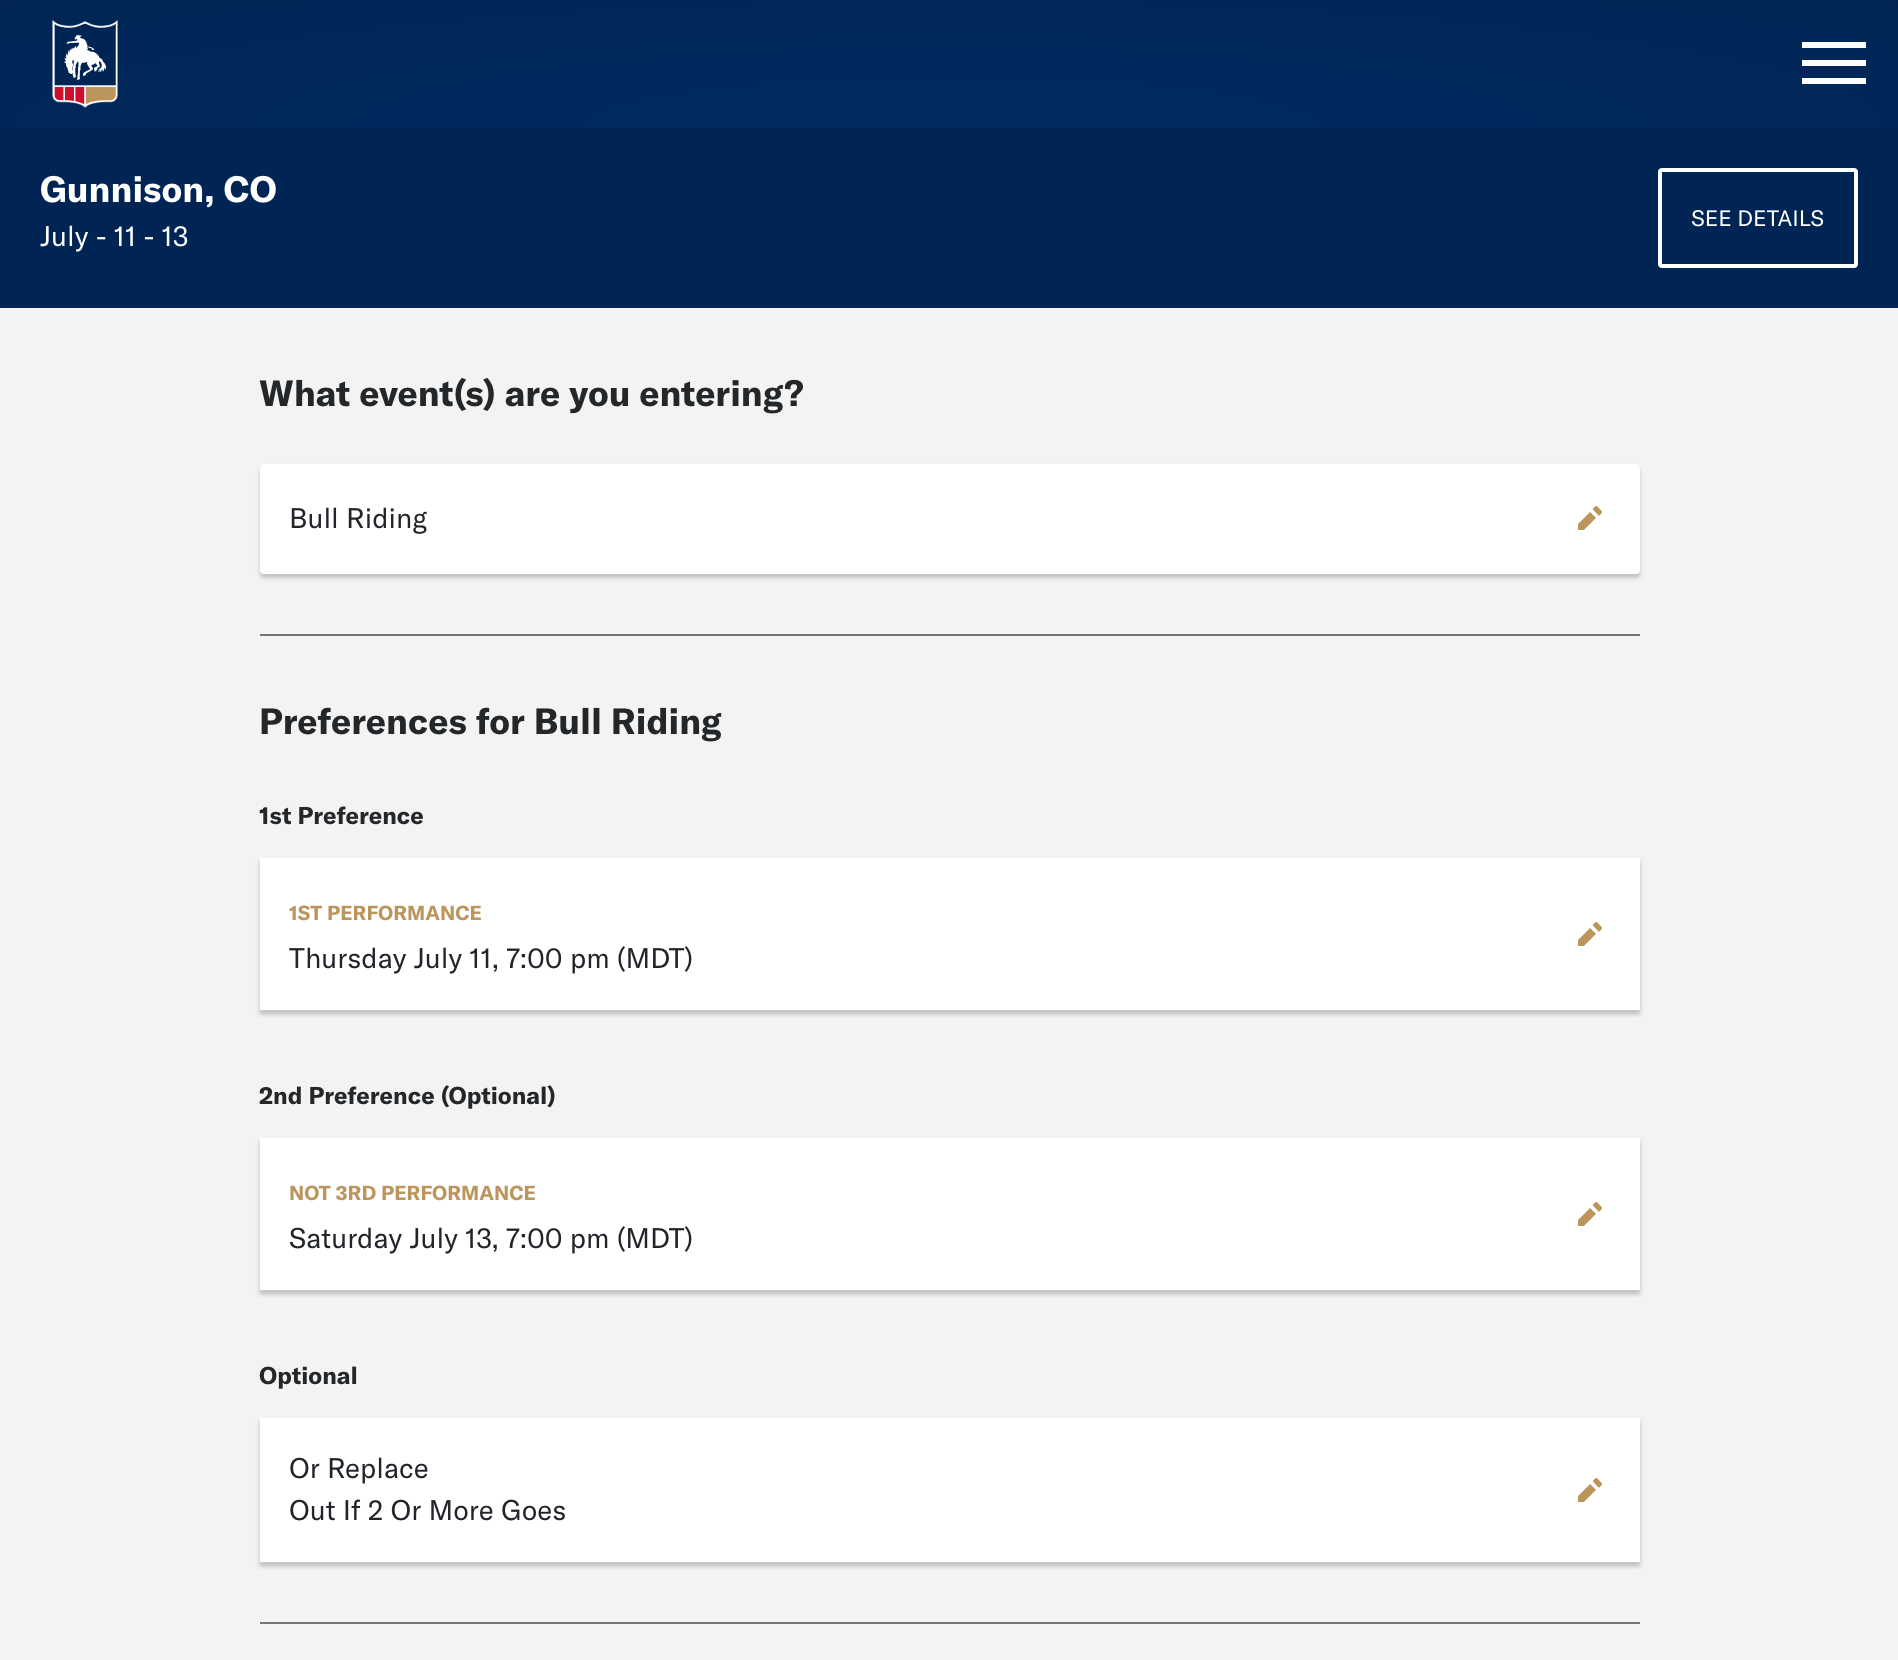 Gunnison, CO
July - 11 - 13
SEE DETAILS
What event(s) are you entering?
Bull Riding
Preferences for Bull Riding
1st Preference
1ST PERFORMANCE
Thursday July 11, 7:00 pm (MDT)
2nd Preference (Optional)
NOT 3RD PERFORMANCE
Saturday July 13, 7:00 pm (MDT)
Optional
Or Replace
Out If 2 Or More Goes